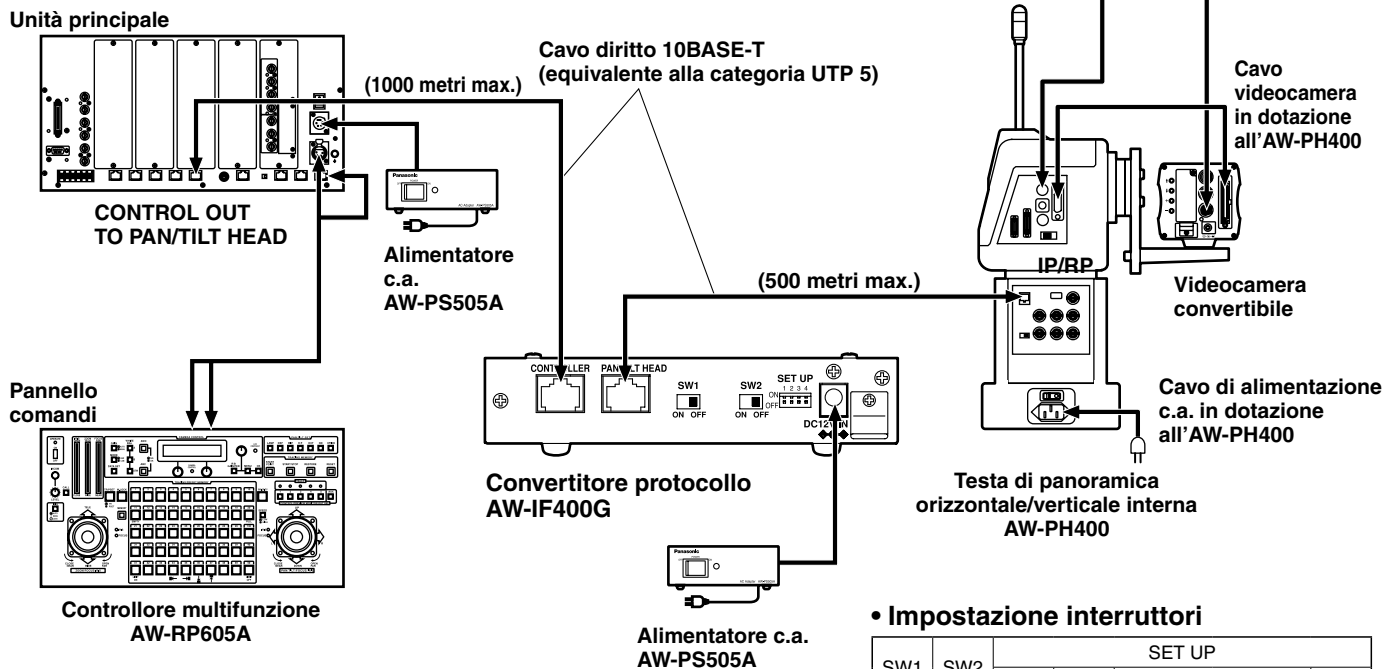 Unità principale
CONTROL OUT
TO PAN/TILT HEAD
(1000 metri max.)
Cavo diritto 10BASE-T
(equivalente alla categoria UTP 5)
Panasonic
Alimentatore
c.a.
AW-PS505A
Cavo
videocamera
in dotazione
all'AW-PH400
IP/RP
(500 metri max.)
Videocamera
convertibile
Pannello
comandi
Controllore multifunzione
AW-RP605A
CONTROLLER
PAN/TILT HEAD
SW1
ON OFF
SW2
ON OFF
SET UP
1 2 3 4
ON
OFF
DC12V IN
Convertitore protocollo
AW-IF400G
Cavo di alimentazione
c.a. in dotazione
all'AW-PH400
Testa di panoramica
orizzontale/verticale interna
AW-PH400
Panasonic
Alimentatore c.a.
AW-PS505A
• Impostazione interruttori
SW1 SW2 SET UP